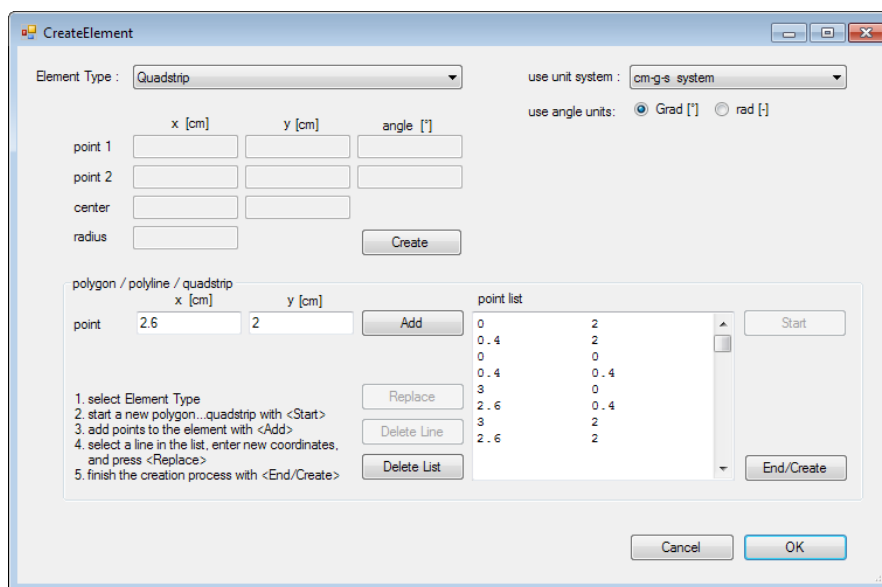 CreateElement
Element Type : Quadstrip use unit system : cm-g-s system
use angle units: Grad [°] rad [-]
x [cm] y [cm] angle [°]
point 1
point 2
center
radius Create
polygon / polyline / quadstrip
x [cm] y [cm] point list
point 2.6 2 Add Start
0 2
0.4 2
0 0
0.4 0.4
3 0
2.6 0.4
3 2
2.6 2
1. select Element Type
2. start a new polygon...quadstrip with <Start>
3. add points to the element with <Add>
4. select a line in the list, enter new coordinates,
and press <Replace>
5. finish the creation process with <End/Create>
Replace
Delete Line
Delete List End/Create
Cancel OK